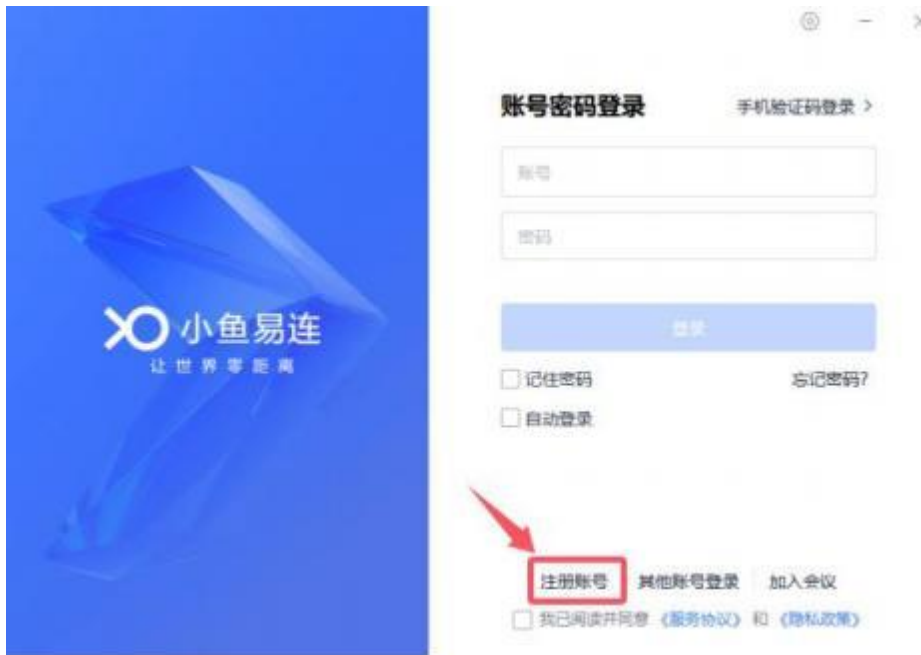 小鱼易连
让世界零距离
账号密码登录
手机验证码登录 >
账号
密码
登录
记住密码
忘记密码?
自动登录
注册账号
其他账号登录
加入会议
我已阅读并同意《服务协议》和《隐私政策》